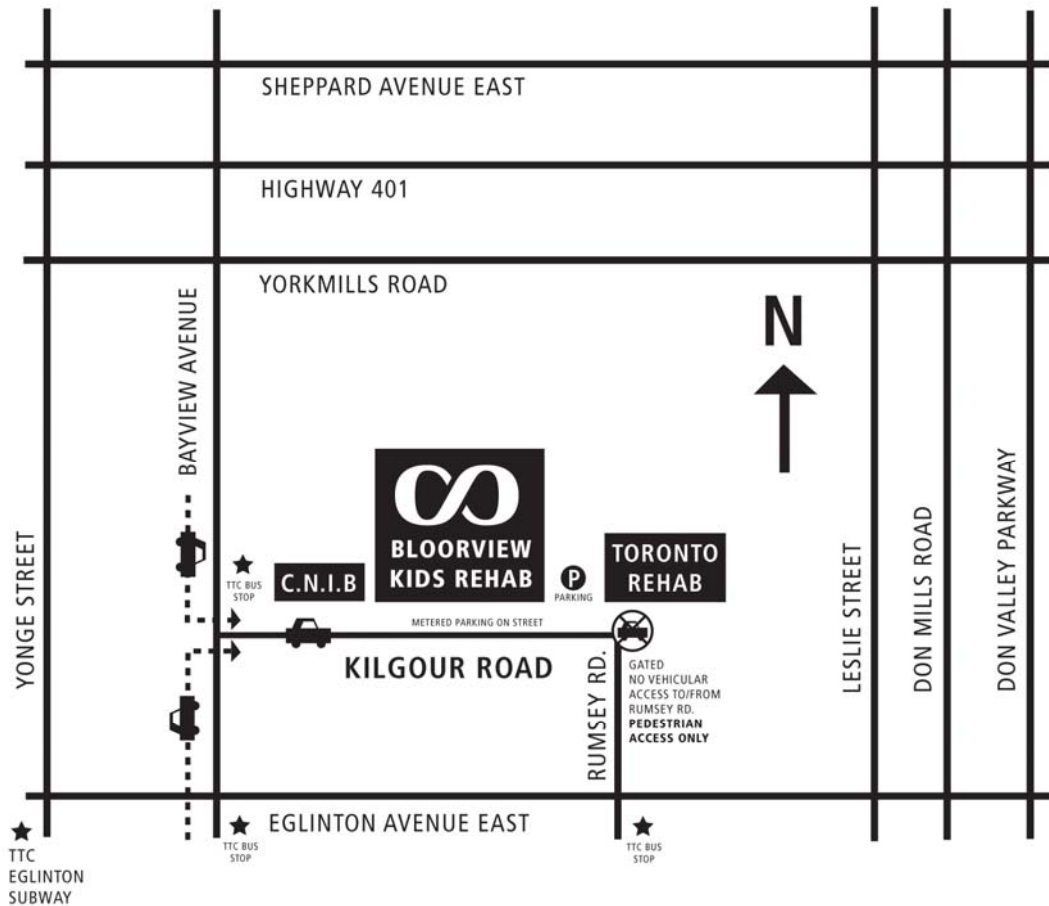 SHEPPARD AVENUE EAST
HIGHWAY 401
YORKMILLS ROAD
N
BAYVIEW AVENUE
YONGE STREET
LESLIE STREET
DON MILLS ROAD
DON VALLEY PARKWAY
TTC BUS
STOP
C.N.I.B
BLOORVIEW
KIDS REHAB
P
PARKING
TORONTO
REHAB
METERED PARKING ON STREET
KILGOUR ROAD
RUMSEY RD.
GATED
NO VEHICULAR
ACCESS TO/FROM
RUMSEY RD.
PEDESTRIAN
ACCESS ONLY
EGLINTON AVENUE EAST
TTC
EGLINTON
SUBWAY
TTC BUS
STOP
TTC BUS
STOP